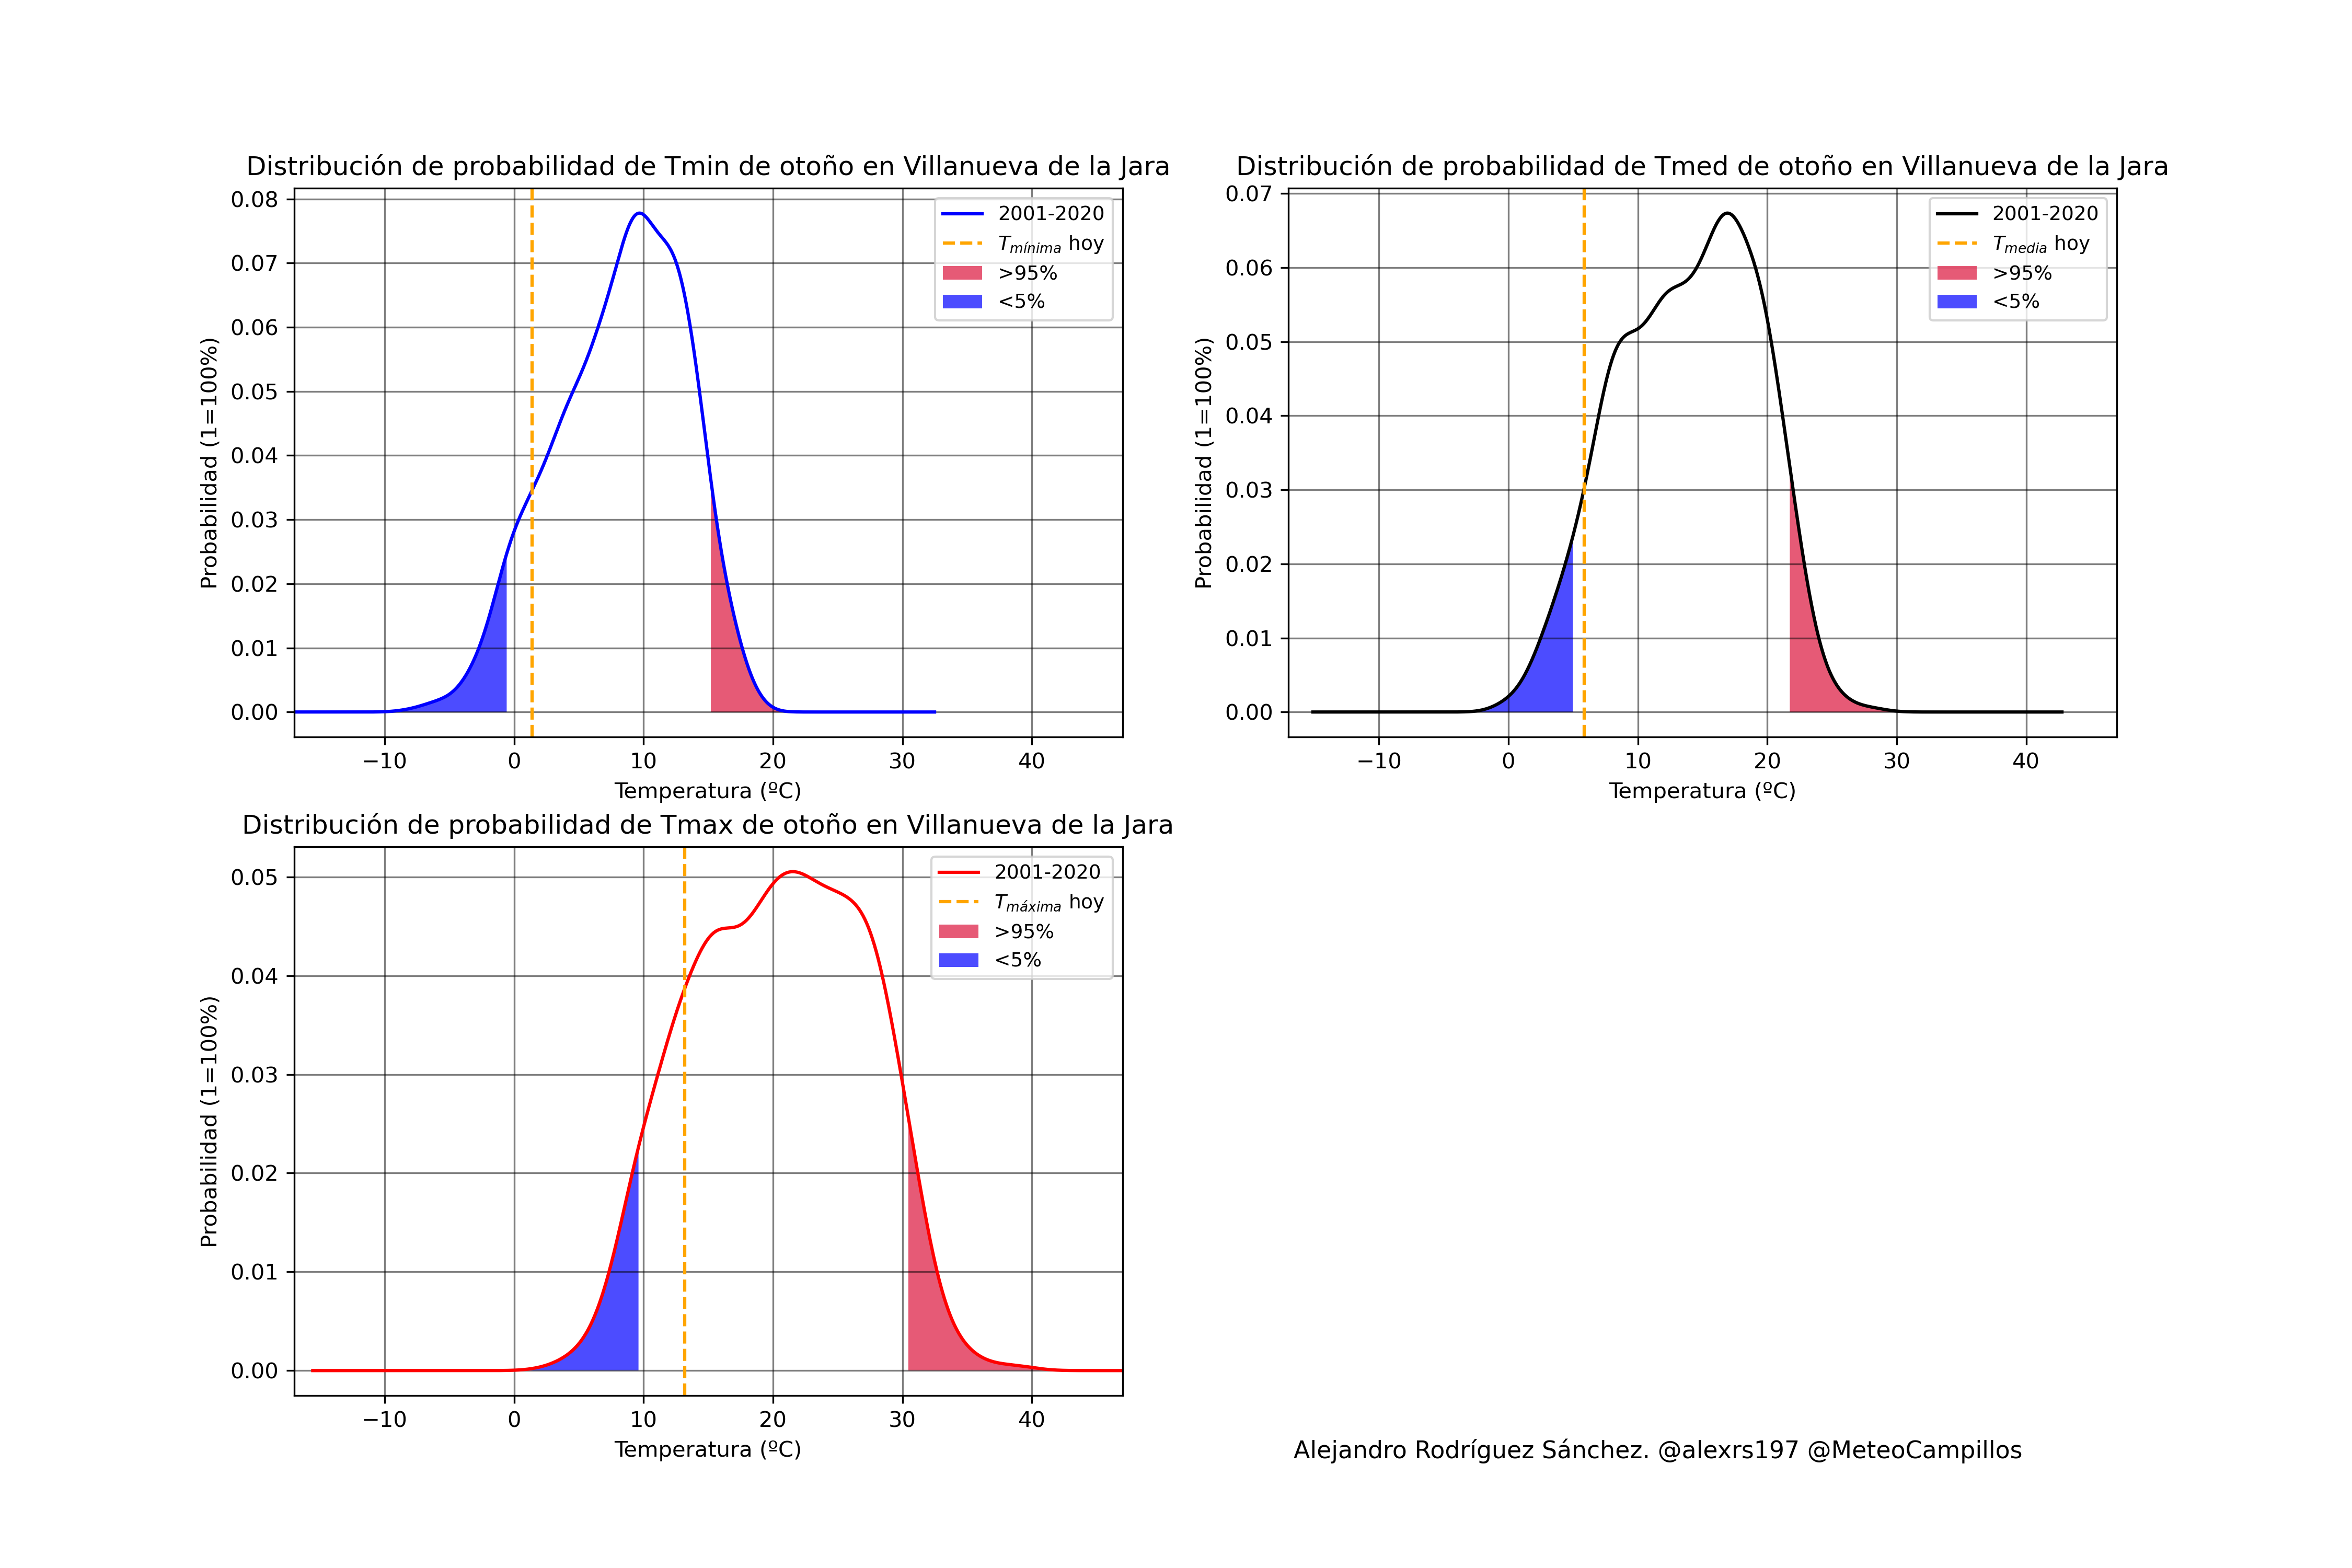 Distribución de probabilidad de Tmin de otoño en Villanueva de la Jara
0.08
0.07
0.06
0.05
0.04
0.03
0.02
0.01
0.00
Probabilidad (1=100%)
2001-2020
Tmínima hoy
>95%
<5%
−10 0 10 20 30 40
Temperatura (ºC)
Distribución de probabilidad de Tmed de otoño en Villanueva de la Jara
0.07
0.06
0.05
0.04
0.03
0.02
0.01
0.00
Probabilidad (1=100%)
2001-2020
Tmedia hoy
>95%
<5%
−10 0 10 20 30 40
Temperatura (ºC)
Distribución de probabilidad de Tmax de otoño en Villanueva de la Jara
0.05
0.04
0.03
0.02
0.01
0.00
Probabilidad (1=100%)
2001-2020
Tmáxima hoy
>95%
<5%
−10 0 10 20 30 40
Temperatura (ºC)
Alejandro Rodríguez Sánchez. @alexrs197 @MeteoCampillos